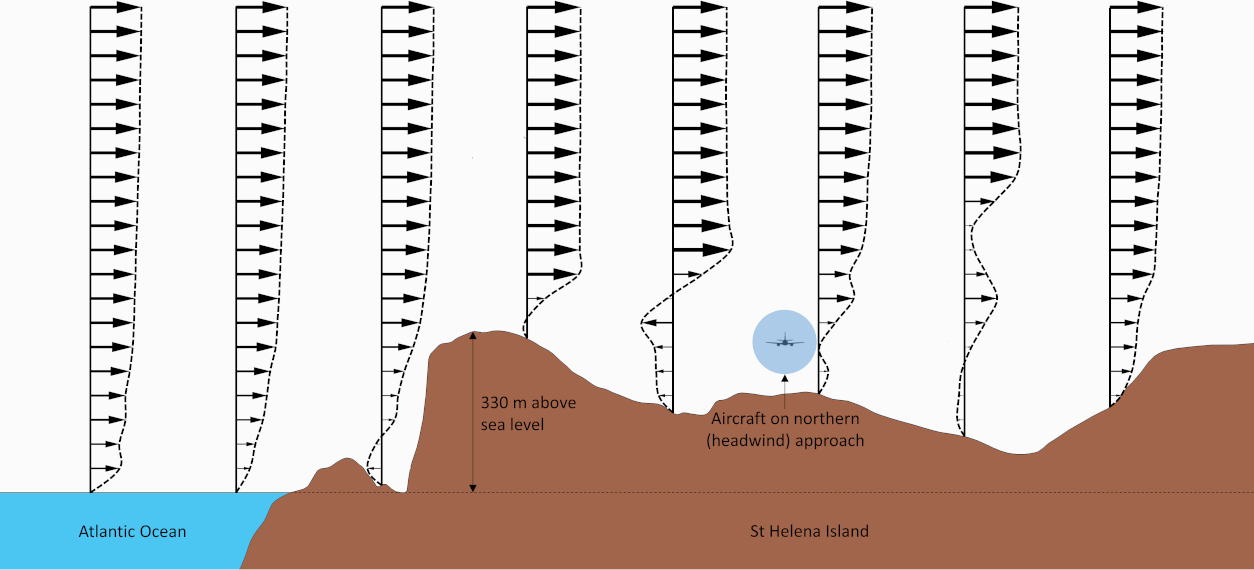 330 m above
sea level
Aircraft on northern
(headwind) approach
Atlantic Ocean
St Helena Island